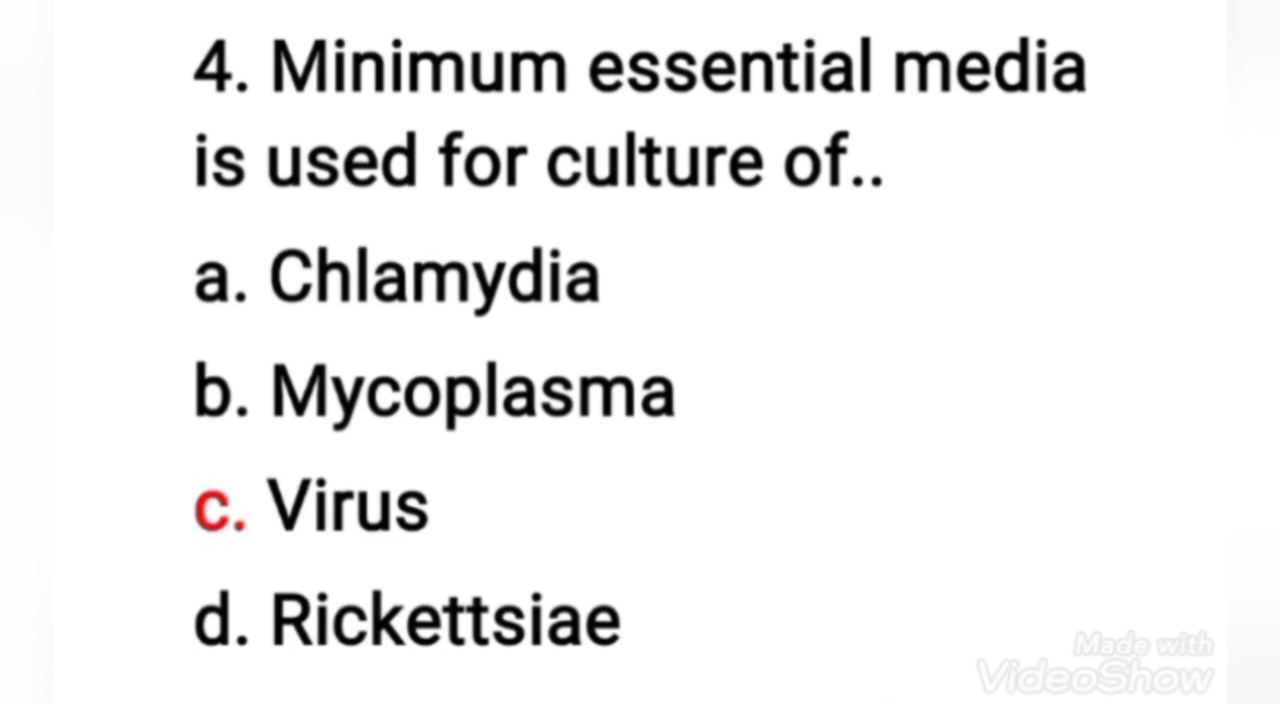 4. Minimum essential media
is used for culture of..
a. Chlamydia
b. Mycoplasma
c. Virus
d. Rickettsiae
Made with
VideoShow